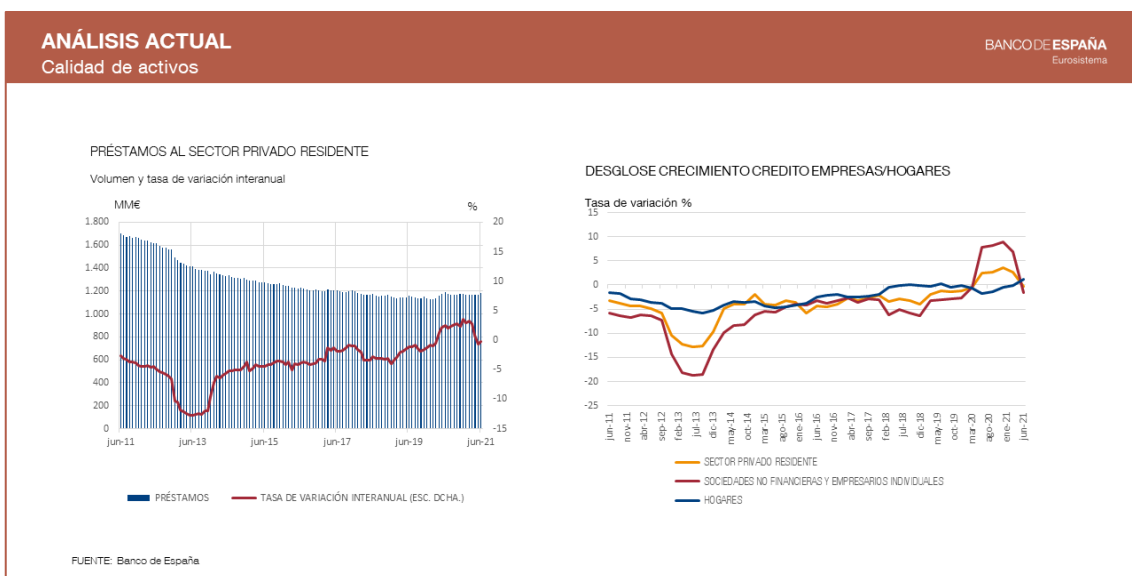 ANÁLISIS ACTUAL
Calidad de activos
BANCO DE ESPAÑA
Eurosistema
PRÉSTAMOS AL SECTOR PRIVADO RESIDENTE
Volumen y tasa de variación interanual
MM€ %
1.800 20
1.600 15
1.400 10
1.200 5
1.000 0
800 -5
600 -10
400 -15
200
0
jun-11 jun-13 jun-15 jun-17 jun-19 jun-21
PRÉSTAMOS TASA DE VARIACIÓN INTERANUAL (ESC. DCHA.)
DESGLOSE CRECIMIENTO CREDITO EMPRESAS/HOGARES
Tasa de variación %
15
10
5
0
-5
-10
-15
-20
-25
jun-11 nov-11 abr-12 sep-12 feb-13 jul-13 dic-13 may-14 oct-14 mar-15 ago-15 ene-16 jun-16 nov-16 abr-17 sep-17 feb-18 jul-18 dic-18 may-19 oct-19 mar-20 ago-20 ene-21 jun-21
SECTOR PRIVADO RESIDENTE
SOCIEDADES NO FINANCIERAS Y EMPRESARIOS INDIVIDUALES
HOGARES
FUENTE: Banco de España